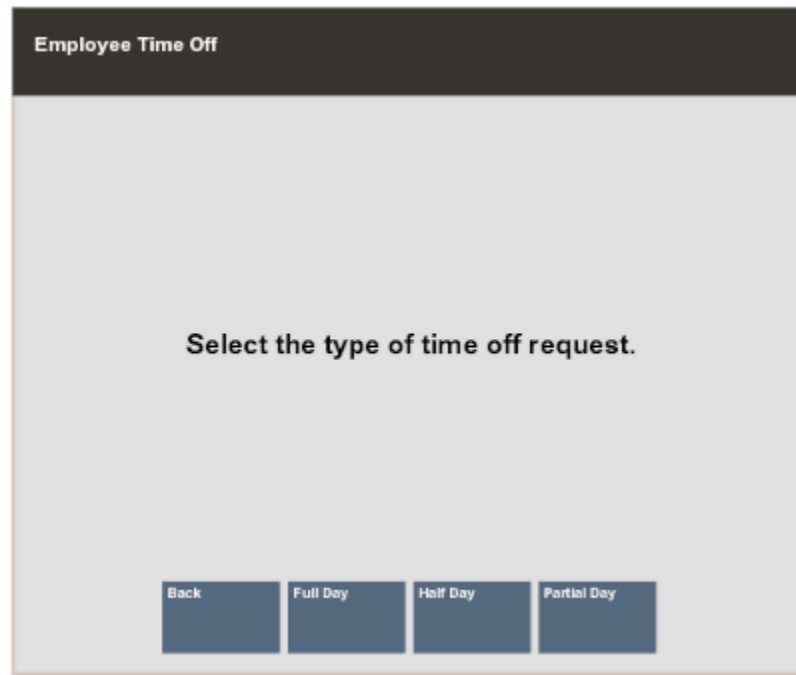 Employee Time Off
Select the type of time off request.
Back
Full Day
Half Day
Partial Day